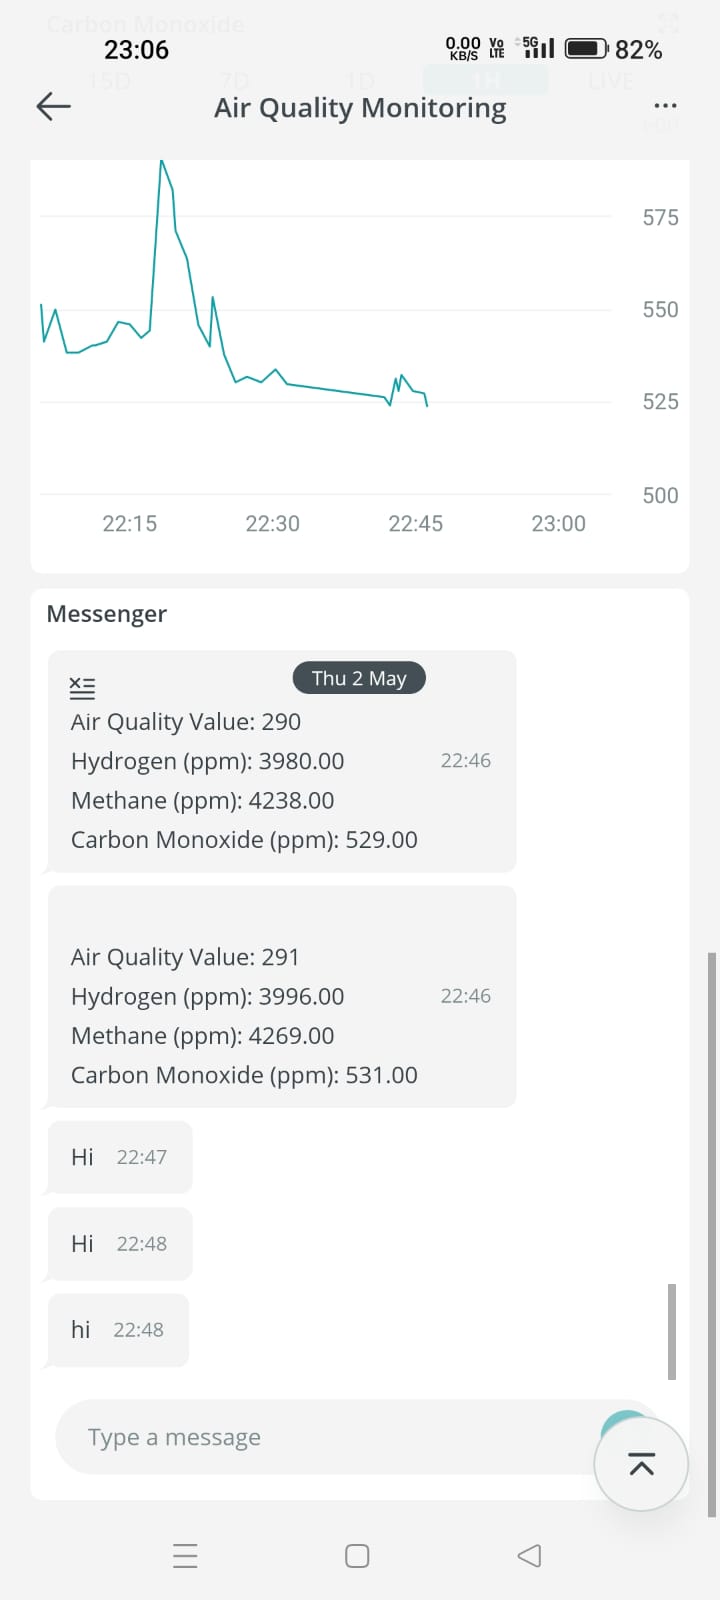 Carbon Monoxide
23:06
0.00 KB/S Vo LTE 5G 82%
15D 7D 1D 1H LIVE
Air Quality Monitoring
575
550
525
500
22:15 22:30 22:45 23:00
Messenger
Thu 2 May
Air Quality Value: 290
Hydrogen (ppm): 3980.00 22:46
Methane (ppm): 4238.00
Carbon Monoxide (ppm): 529.00
Air Quality Value: 291
Hydrogen (ppm): 3996.00 22:46
Methane (ppm): 4269.00
Carbon Monoxide (ppm): 531.00
Hi 22:47
Hi 22:48
hi 22:48
Type a message